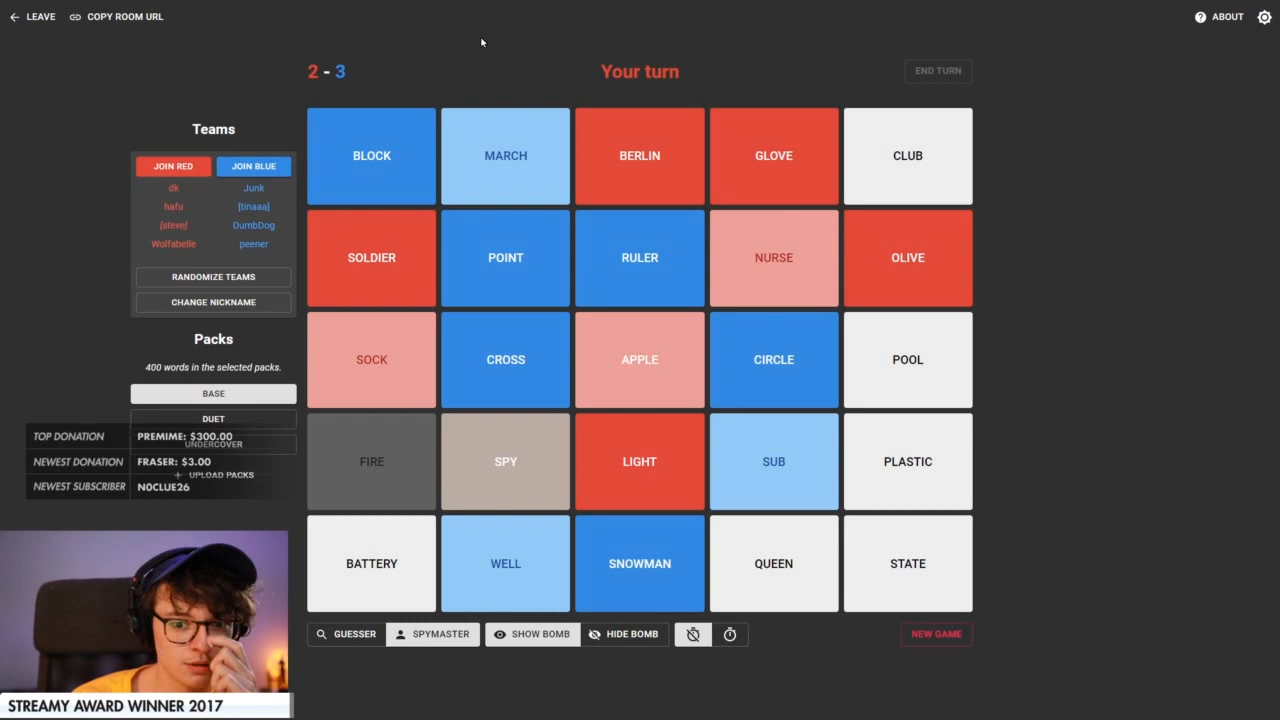 LEAVE COPY ROOM URL ABOUT
2 - 3 Your turn END TURN
Teams
JOIN RED JOIN BLUE
dk Junk
hafu [tinaaa]
[steve] DumbDog
Wolfabelle peener
RANDOMIZE TEAMS
CHANGE NICKNAME
Packs
400 words in the selected packs.
BASE
DUET
UNDERCOVER
+ UPLOAD PACKS
TOP DONATION PREMIME: $300.00
NEWEST DONATION FRASER: $3.00
NEWEST SUBSCRIBER N0CLUE26
BLOCK MARCH BERLIN GLOVE CLUB
SOLDIER POINT RULER NURSE OLIVE
SOCK CROSS APPLE CIRCLE POOL
FIRE SPY LIGHT SUB PLASTIC
BATTERY WELL SNOWMAN QUEEN STATE
GUESSER SPYMASTER SHOW BOMB HIDE BOMB NEW GAME
STREAMY AWARD WINNER 2017